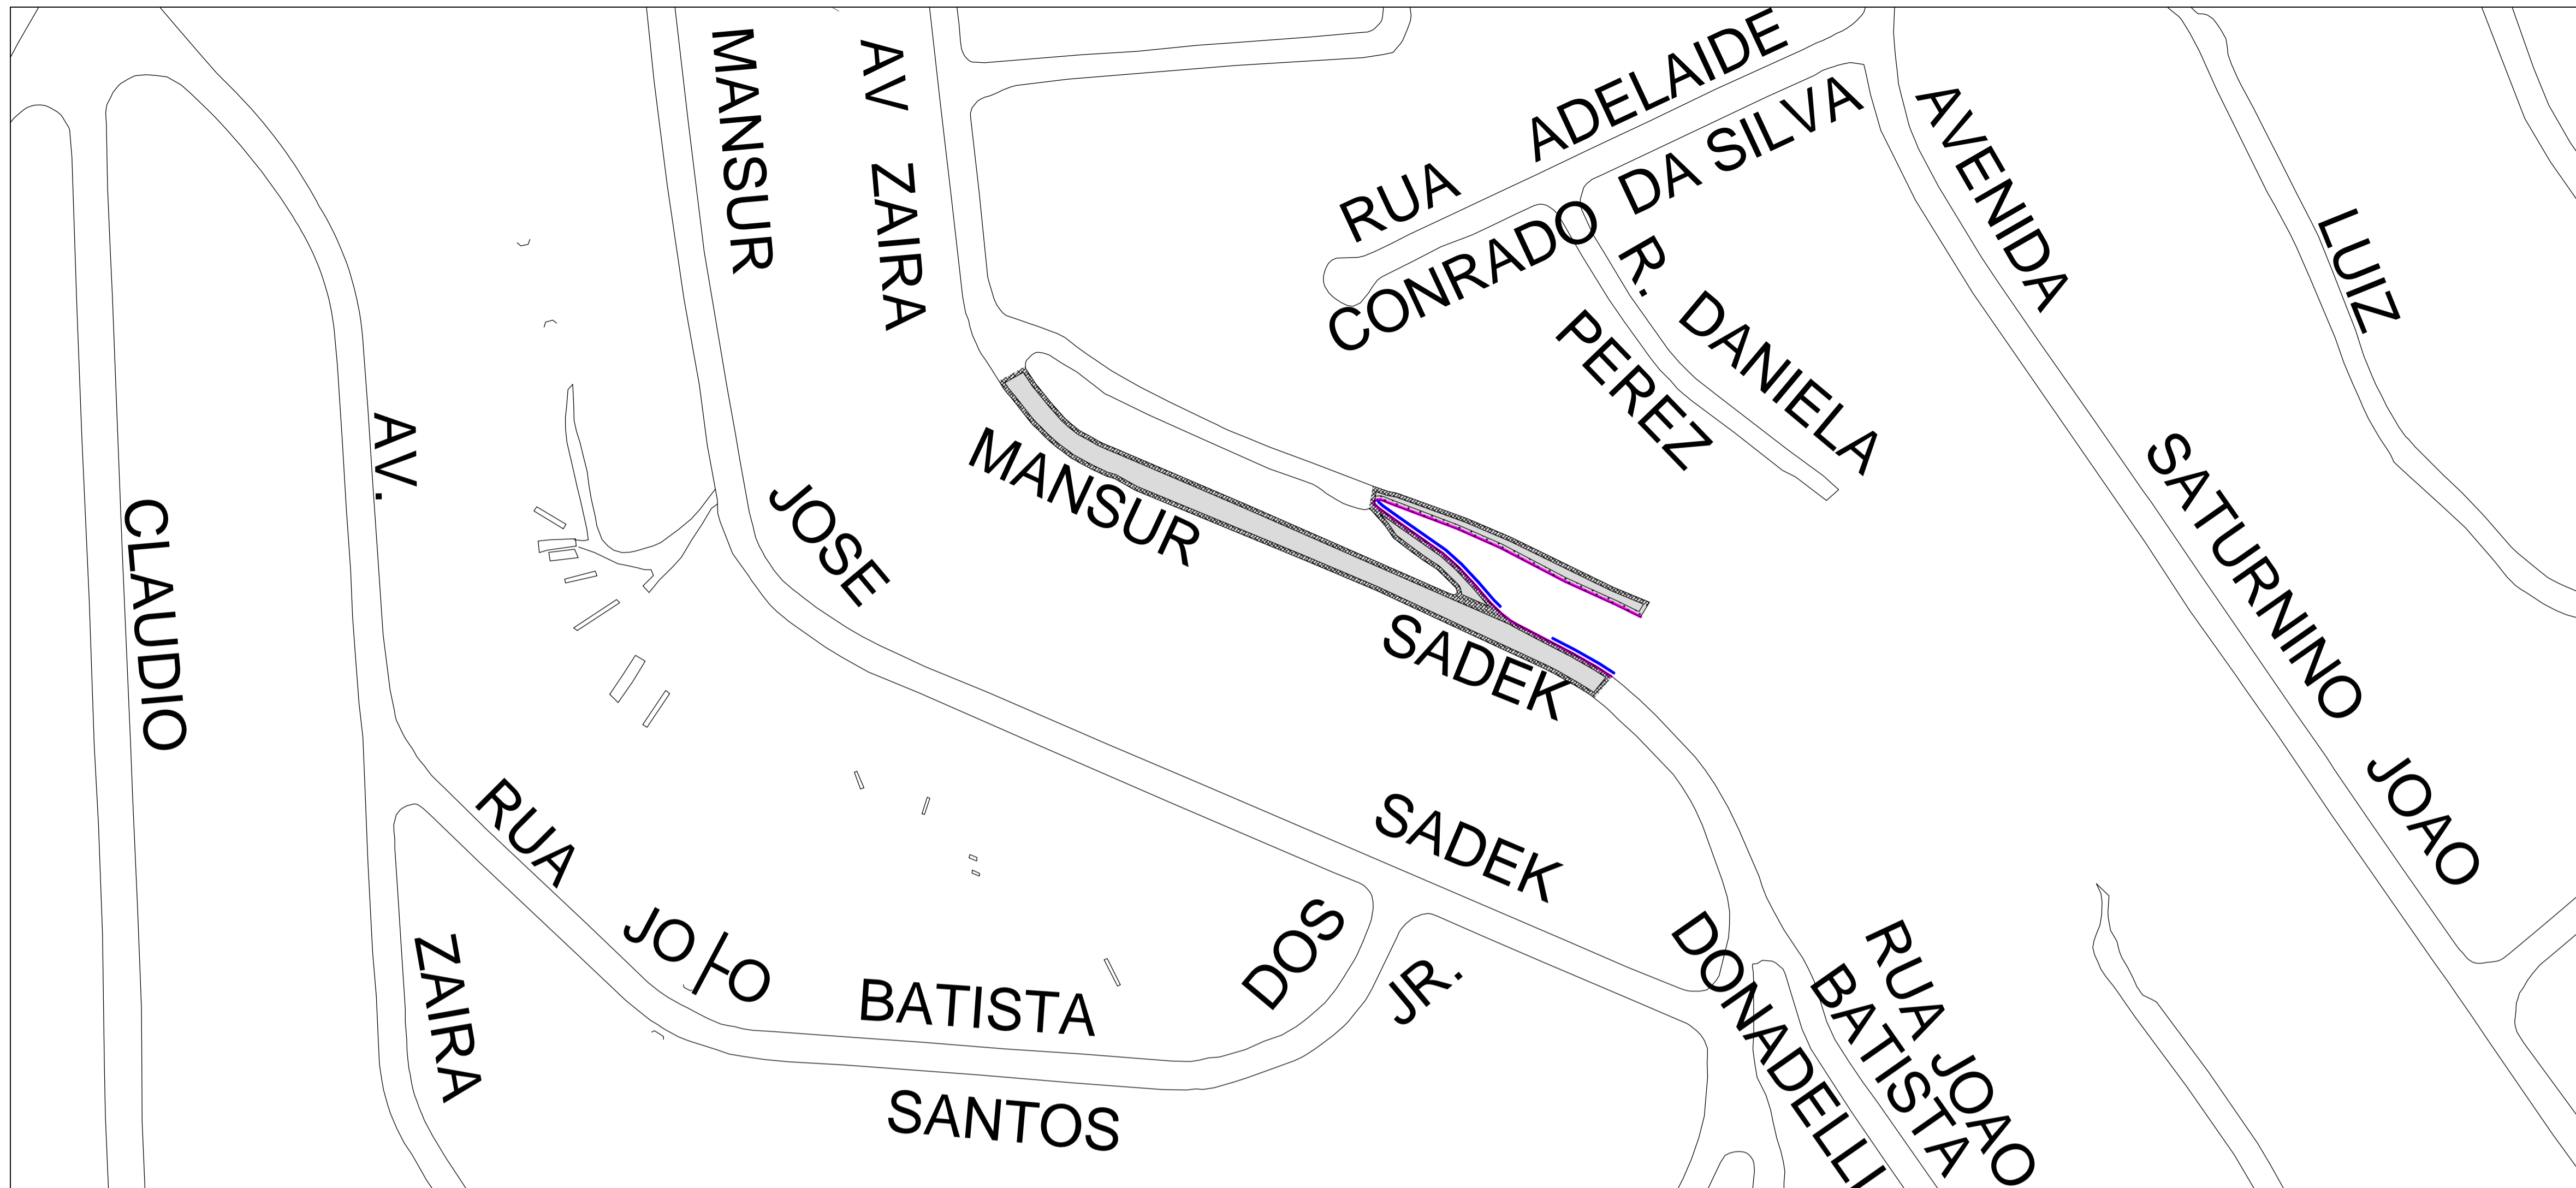 MANSUR
AV ZAIRA
RUA ADELAIDE
CONRADO DA SILVA
R. DANIELA
PEREZ
AVENIDA
LUIZ
SATURNINO JOAO
AV.
CLAUDIO
JOSE
MANSUR
SADEK
SADEK
RUA
JO├O
BATISTA
DOS
SANTOS
JR.
ZAIRA
DONADELLI
RUA JOAO
BATISTA